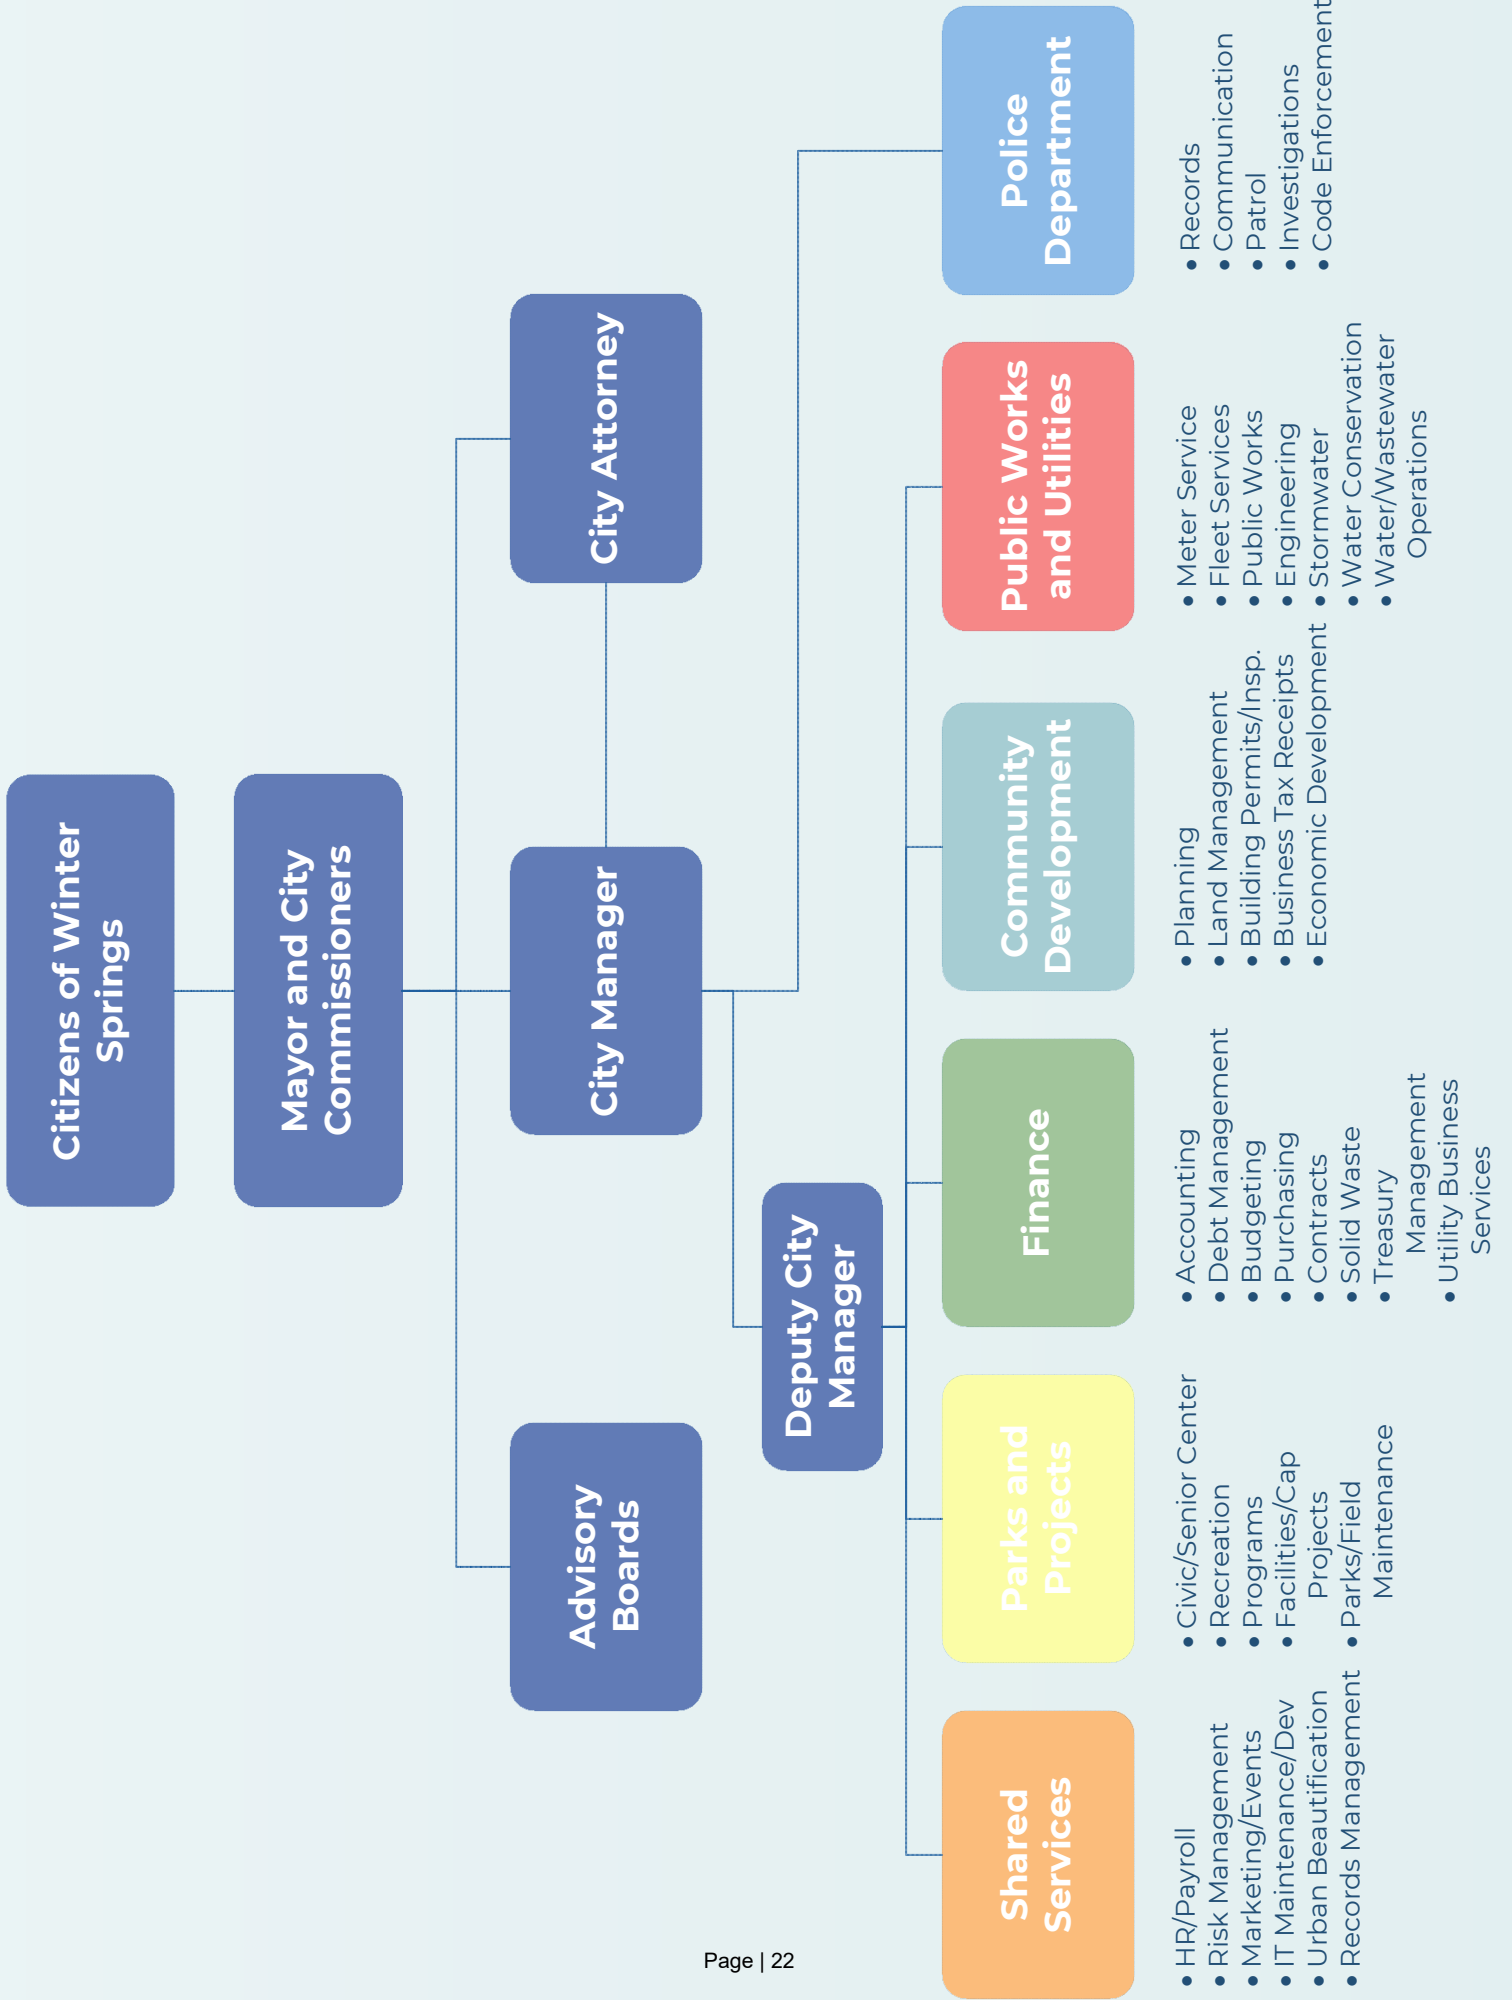 Citizens of Winter
Springs
Mayor and City
Commissioners
Advisory
Boards
City Manager
City Attorney
Deputy City
Manager
Shared
Services
• HR/Payroll
• Risk Management
• Marketing/Events
• IT Maintenance/Dev
• Urban Beautification
• Records Management
Parks and
Projects
• Civic/Senior Center
• Recreation
• Programs
• Facilities/Cap
Projects
• Parks/Field
Maintenance
Finance
• Accounting
• Debt Management
• Budgeting
• Purchasing
• Contracts
• Solid Waste
• Treasury
Management
• Utility Business
Services
Community
Development
• Planning
• Land Management
• Building Permits/Insp.
• Business Tax Receipts
• Economic Development
Public Works
and Utilities
• Meter Service
• Fleet Services
• Public Works
• Engineering
• Stormwater
• Water Conservation
• Water/Wastewater
Operations
Police
Department
• Records
• Communication
• Patrol
• Investigations
• Code Enforcement
Page | 22